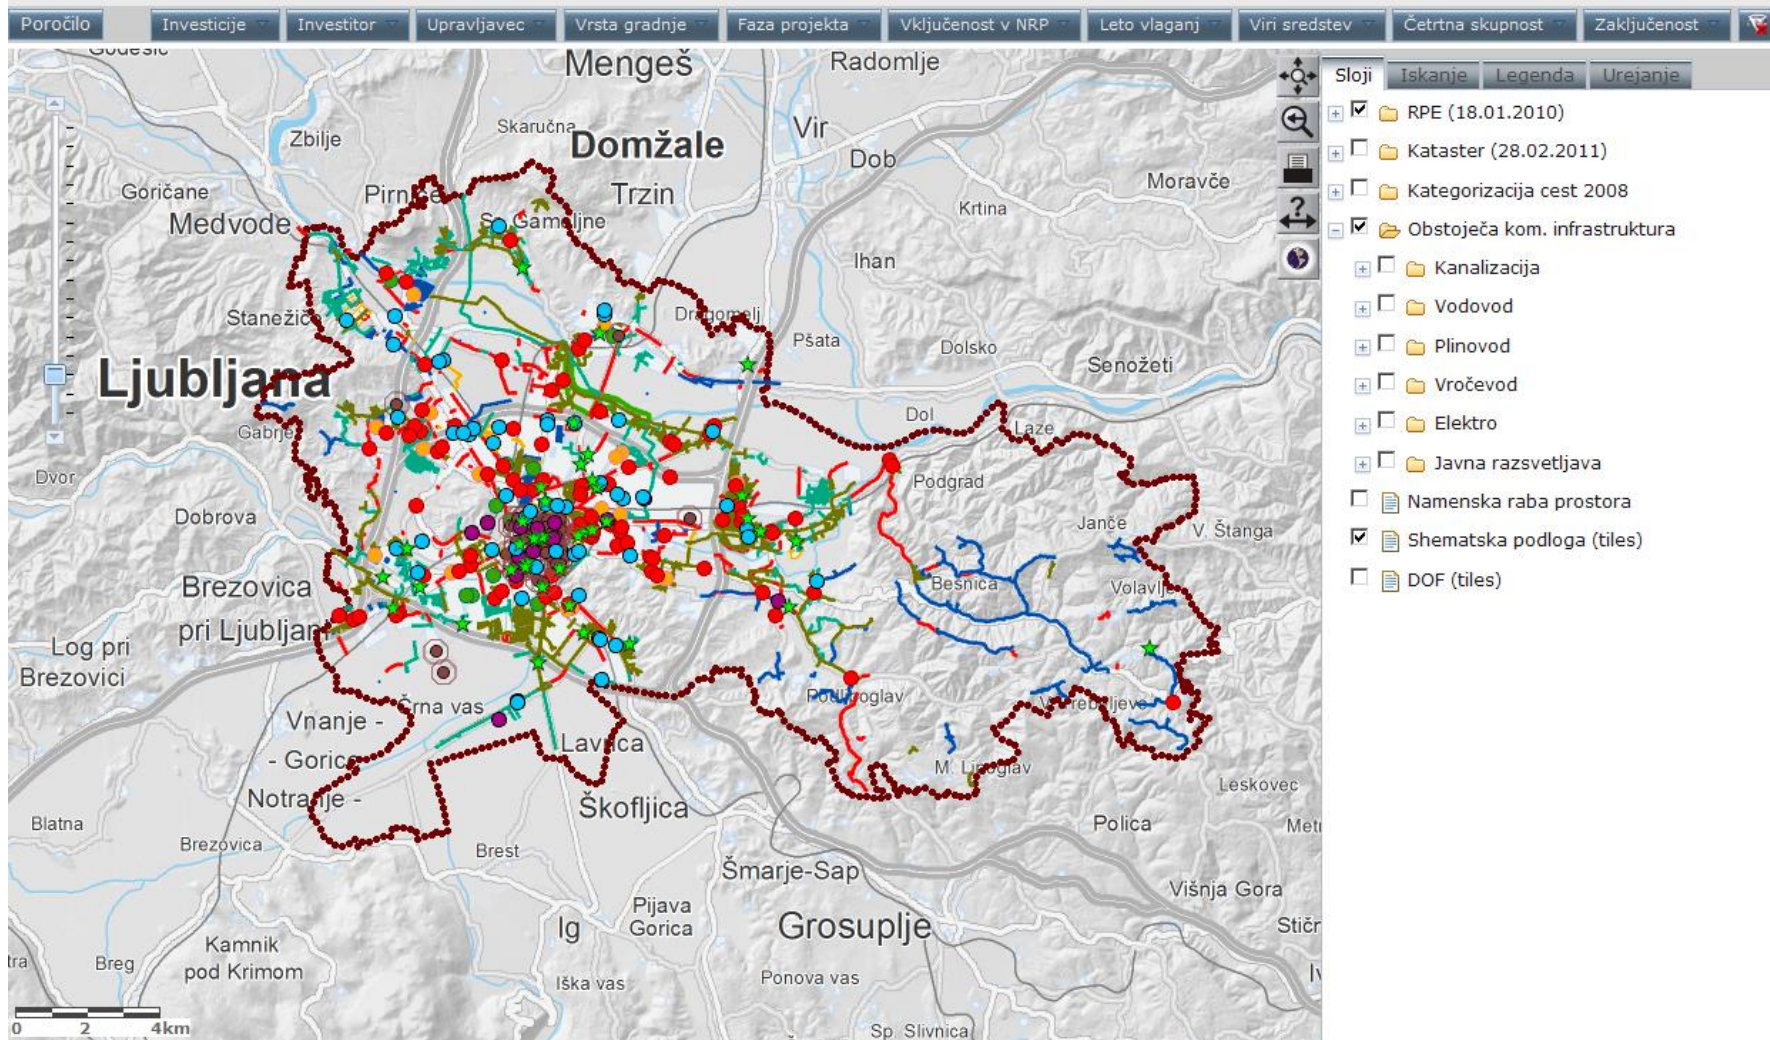 Poročilo
Investicije
Investitor
Upravljavec
Vrsta gradnje
Faza projekta
Vključenost v NRP
Leto vlaganj
Viri sredstev
Četrtna skupnost
Zaključenost
Sloji
Iskanje
Legenda
Urejanje
RPE (18.01.2010)
Kataster (28.02.2011)
Kategorizacija cest 2008
Obstoječa kom. infrastruktura
Kanalizacija
Vodovod
Plinovod
Vročevod
Elektro
Javna razsvetljava
Namenska raba prostora
Shematska podloga (tiles)
DOF (tiles)
Mengeš
Radomlje
Skaručna
Zbilje
Domžale
Vir
Dob
Goričane
Trzin
Moravče
Medvode
Krtina
Sp. Gameljne
Ihan
Dragomelj
Pšata
Dolsko
Senožeti
Ljubljana
Dol
Laze
Dvor
Podgrad
Dobrova
Janče
V. Štanga
Besnica
Volavlje
Brezovica
pri Ljubljani
Log pri
Brezovici
Črna vas
Vnanje -
- Gorice
Notranje -
Lavrica
M. Lipoglav
Škofljica
Leskovec
Blatna
Brezovica
Polica
Brest
Šmarje-Sap
Višnja Gora
Pijava
Gorica
Grosuplje
Ig
Kamnik
pod Krimom
Breg
Iška vas
Ponova vas
Sp. Slivnica
0 2 4km